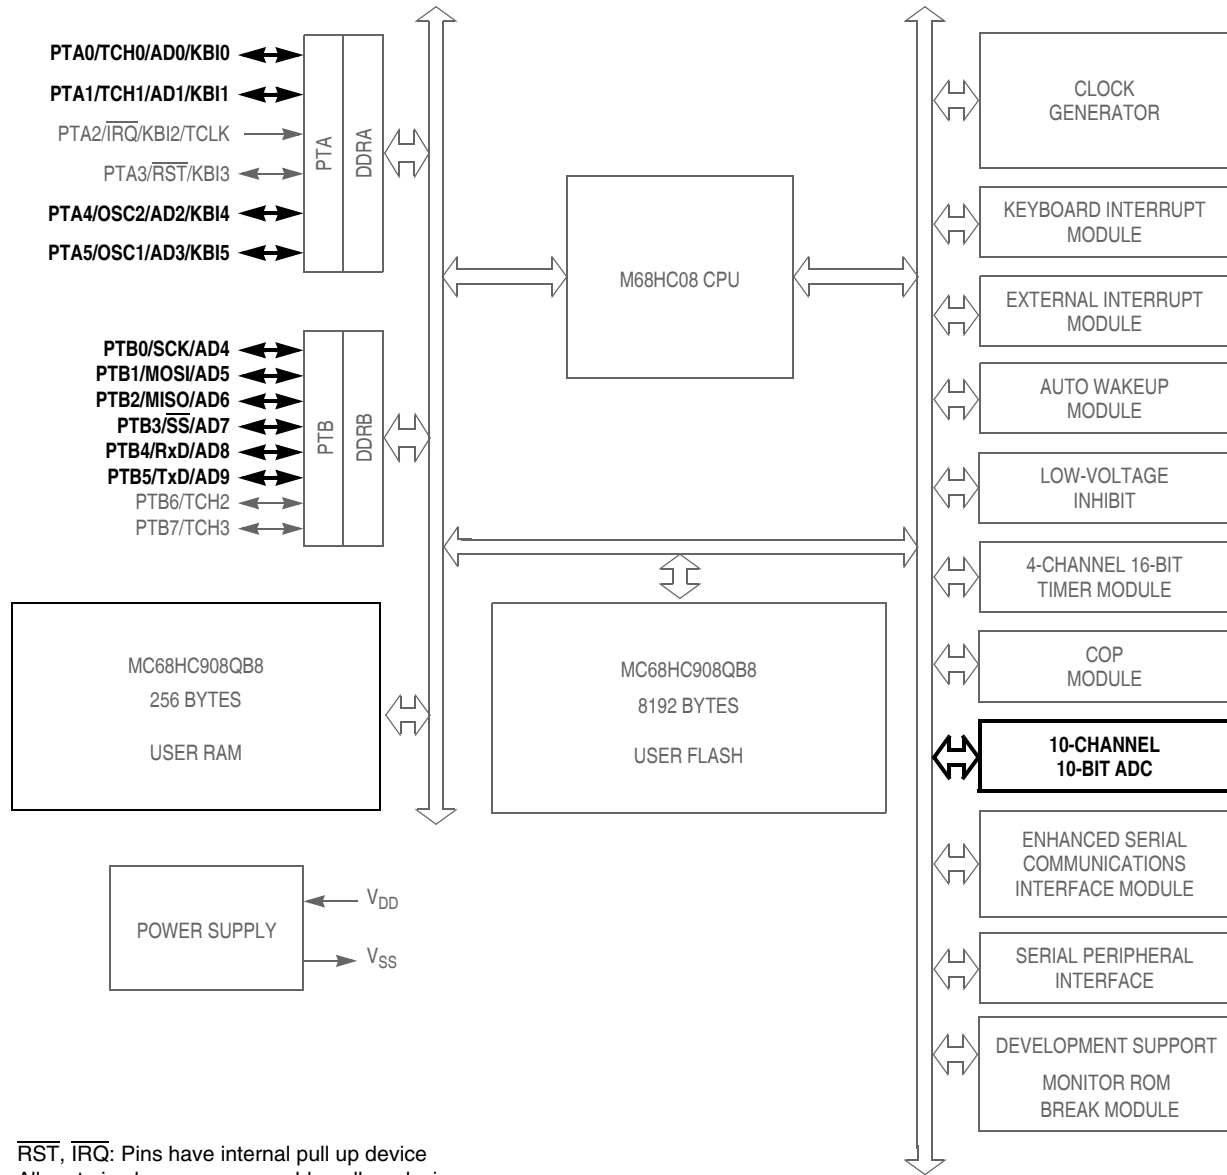 PTA0/TCH0/AD0/KBI0
PTA1/TCH1/AD1/KBI1
PTA2/IRQ/KBI2/TCLK
PTA3/RST/KBI3
PTA4/OSC2/AD2/KBI4
PTA5/OSC1/AD3/KBI5
PTA
DDRA
PTB0/SCK/AD4
PTB1/MOSI/AD5
PTB2/MISO/AD6
PTB3/SS/AD7
PTB4/RxD/AD8
PTB5/TxD/AD9
PTB6/TCH2
PTB7/TCH3
PTB
DDRB
M68HC08 CPU
MC68HC908QB8
256 BYTES
USER RAM
MC68HC908QB8
8192 BYTES
USER FLASH
POWER SUPPLY
VDD
VSS
CLOCK
GENERATOR
KEYBOARD INTERRUPT
MODULE
EXTERNAL INTERRUPT
MODULE
AUTO WAKEUP
MODULE
LOW-VOLTAGE
INHIBIT
4-CHANNEL 16-BIT
TIMER MODULE
COP
MODULE
10-CHANNEL
10-BIT ADC
ENHANCED SERIAL
COMMUNICATIONS
INTERFACE MODULE
SERIAL PERIPHERAL
INTERFACE
DEVELOPMENT SUPPORT
MONITOR ROM
BREAK MODULE
RST, IRQ: Pins have internal pull up device